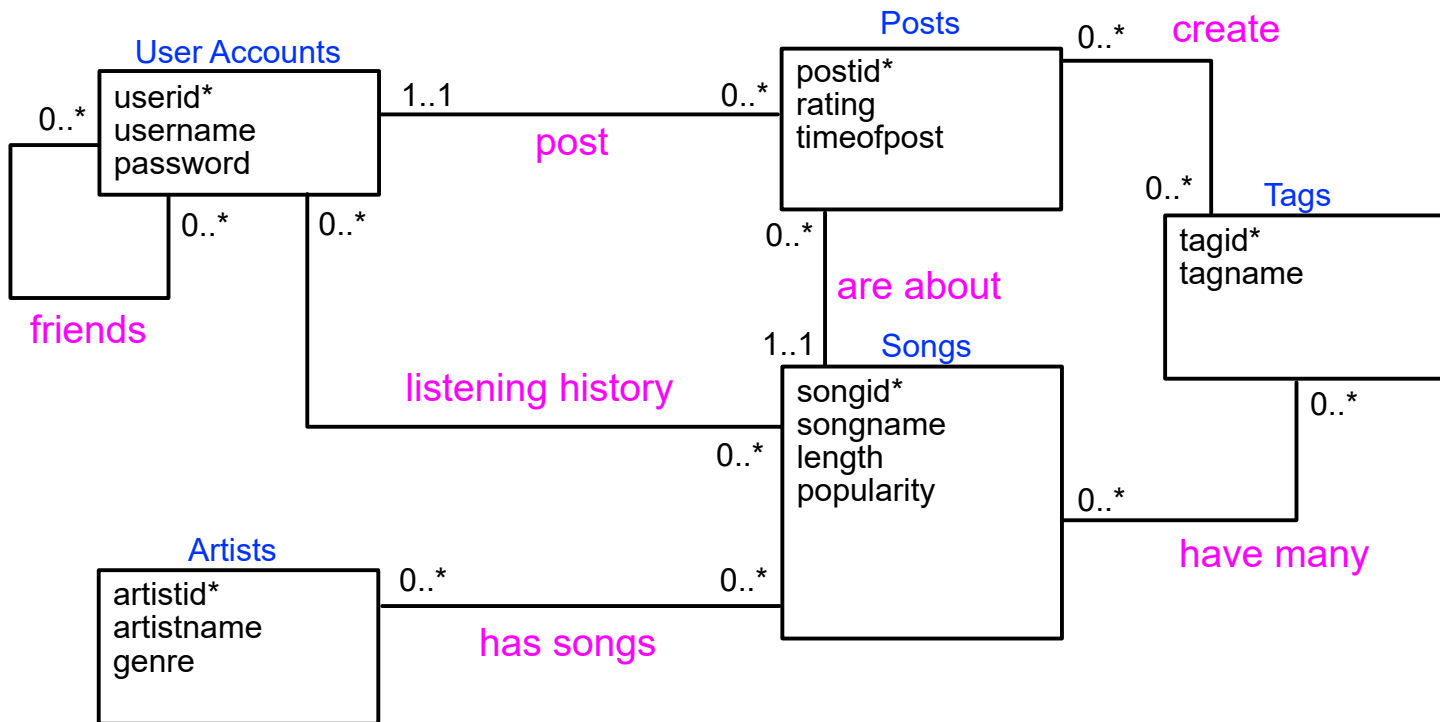 User Accounts
userid*
username
password
0..*
0..*
friends
1..1
0..*
post
Posts
postid*
rating
timeofpost
0..*
create
0..*
Tags
tagid*
tagname
0..*
are about
1..1
0..*
listening history
0..*
Songs
songid*
songname
length
popularity
0..*
0..*
have many
Artists
artistid*
artistname
genre
0..*
0..*
has songs